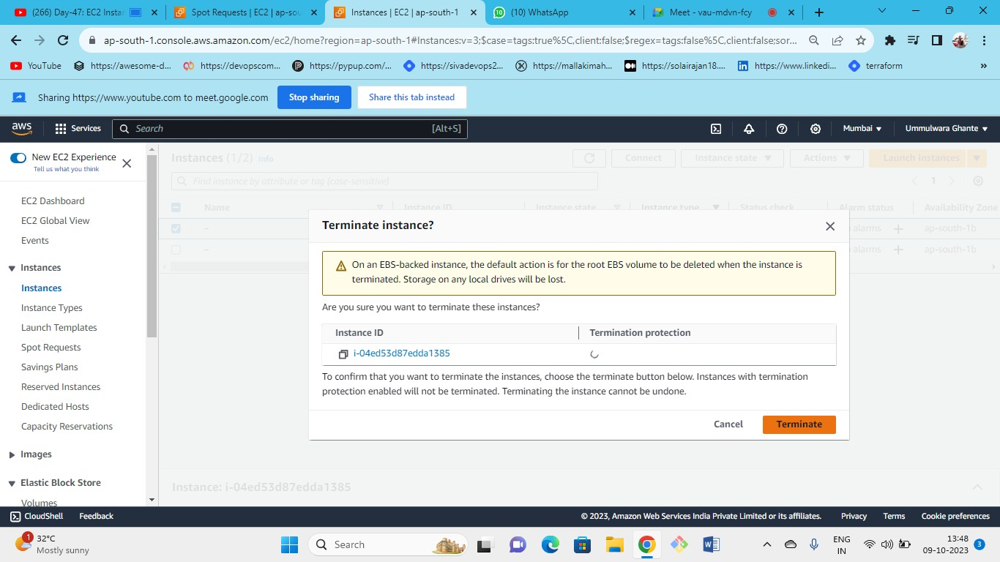 (266) Day-47: EC2 Instan
Spot Requests | EC2 | ap-sou
Instances | EC2 | ap-south-1
(10) WhatsApp
Meet - vau-mdvn-fcy
ap-south-1.console.aws.amazon.com/ec2/home?region=ap-south-1#Instances:v=3;$case=tags:true%5C,client:false;$regex=tags:false%5C,client:false;sor...
YouTube
https://awesome-d...
https://devopscom...
https://pypup.com/...
https://sivadevops2...
https://mallakimah...
https://solairajan18....
https://www.linkedi...
terraform
Sharing https://www.youtube.com to meet.google.com
Stop sharing
Share this tab instead
aws
Services
Search
[Alt+S]
Mumbai
Ummulwara Ghante
New EC2 Experience
Tell us what you think
EC2 Dashboard
EC2 Global View
Events
Instances
Instances
Instance Types
Launch Templates
Spot Requests
Savings Plans
Reserved Instances
Dedicated Hosts
Capacity Reservations
Images
Elastic Block Store
Volumes
Instances (1/2) Info
Connect
Instance state
Actions
Launch instances
Find instance by attribute or tag (case-sensitive)
1
Name
Instance ID
Instance state
Instance type
Status check
Alarm status
Availability Zone
alarms
ap-south-1b
alarms
ap-south-1b
Terminate instance?
On an EBS-backed instance, the default action is for the root EBS volume to be deleted when the instance is
terminated. Storage on any local drives will be lost.
Are you sure you want to terminate these instances?
Instance ID
Termination protection
i-04ed53d87edda1385
To confirm that you want to terminate the instances, choose the terminate button below. Instances with termination
protection enabled will not be terminated. Terminating the instance cannot be undone.
Cancel
Terminate
Instance: i-04ed53d87edda1385
CloudShell
Feedback
© 2023, Amazon Web Services India Private Limited or its affiliates.
Privacy
Terms
Cookie preferences
1
32°C
Mostly sunny
Search
ENG
IN
13:48
09-10-2023
3